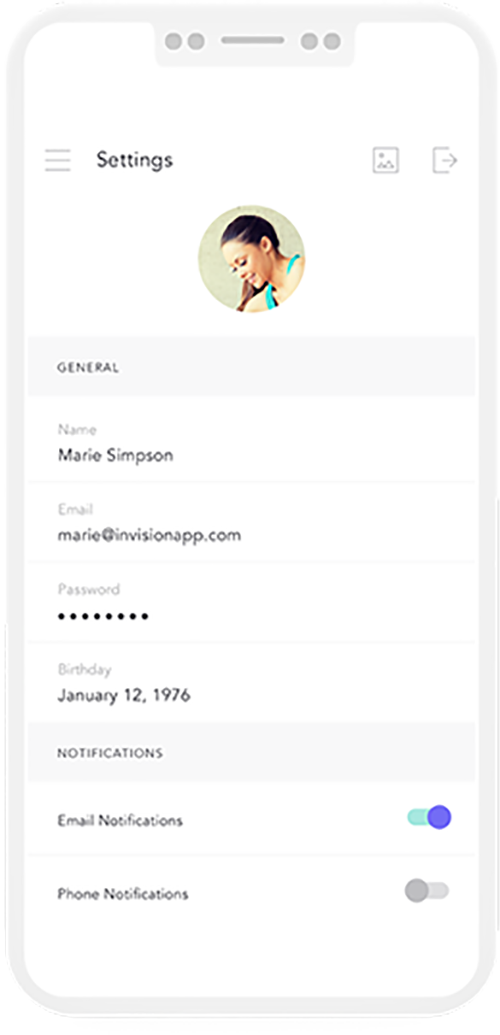 Settings
GENERAL
Name
Marie Simpson
Email
marie@invisionapp.com
Password
••••••••
Birthday
January 12, 1976
NOTIFICATIONS
Email Notifications
Phone Notifications